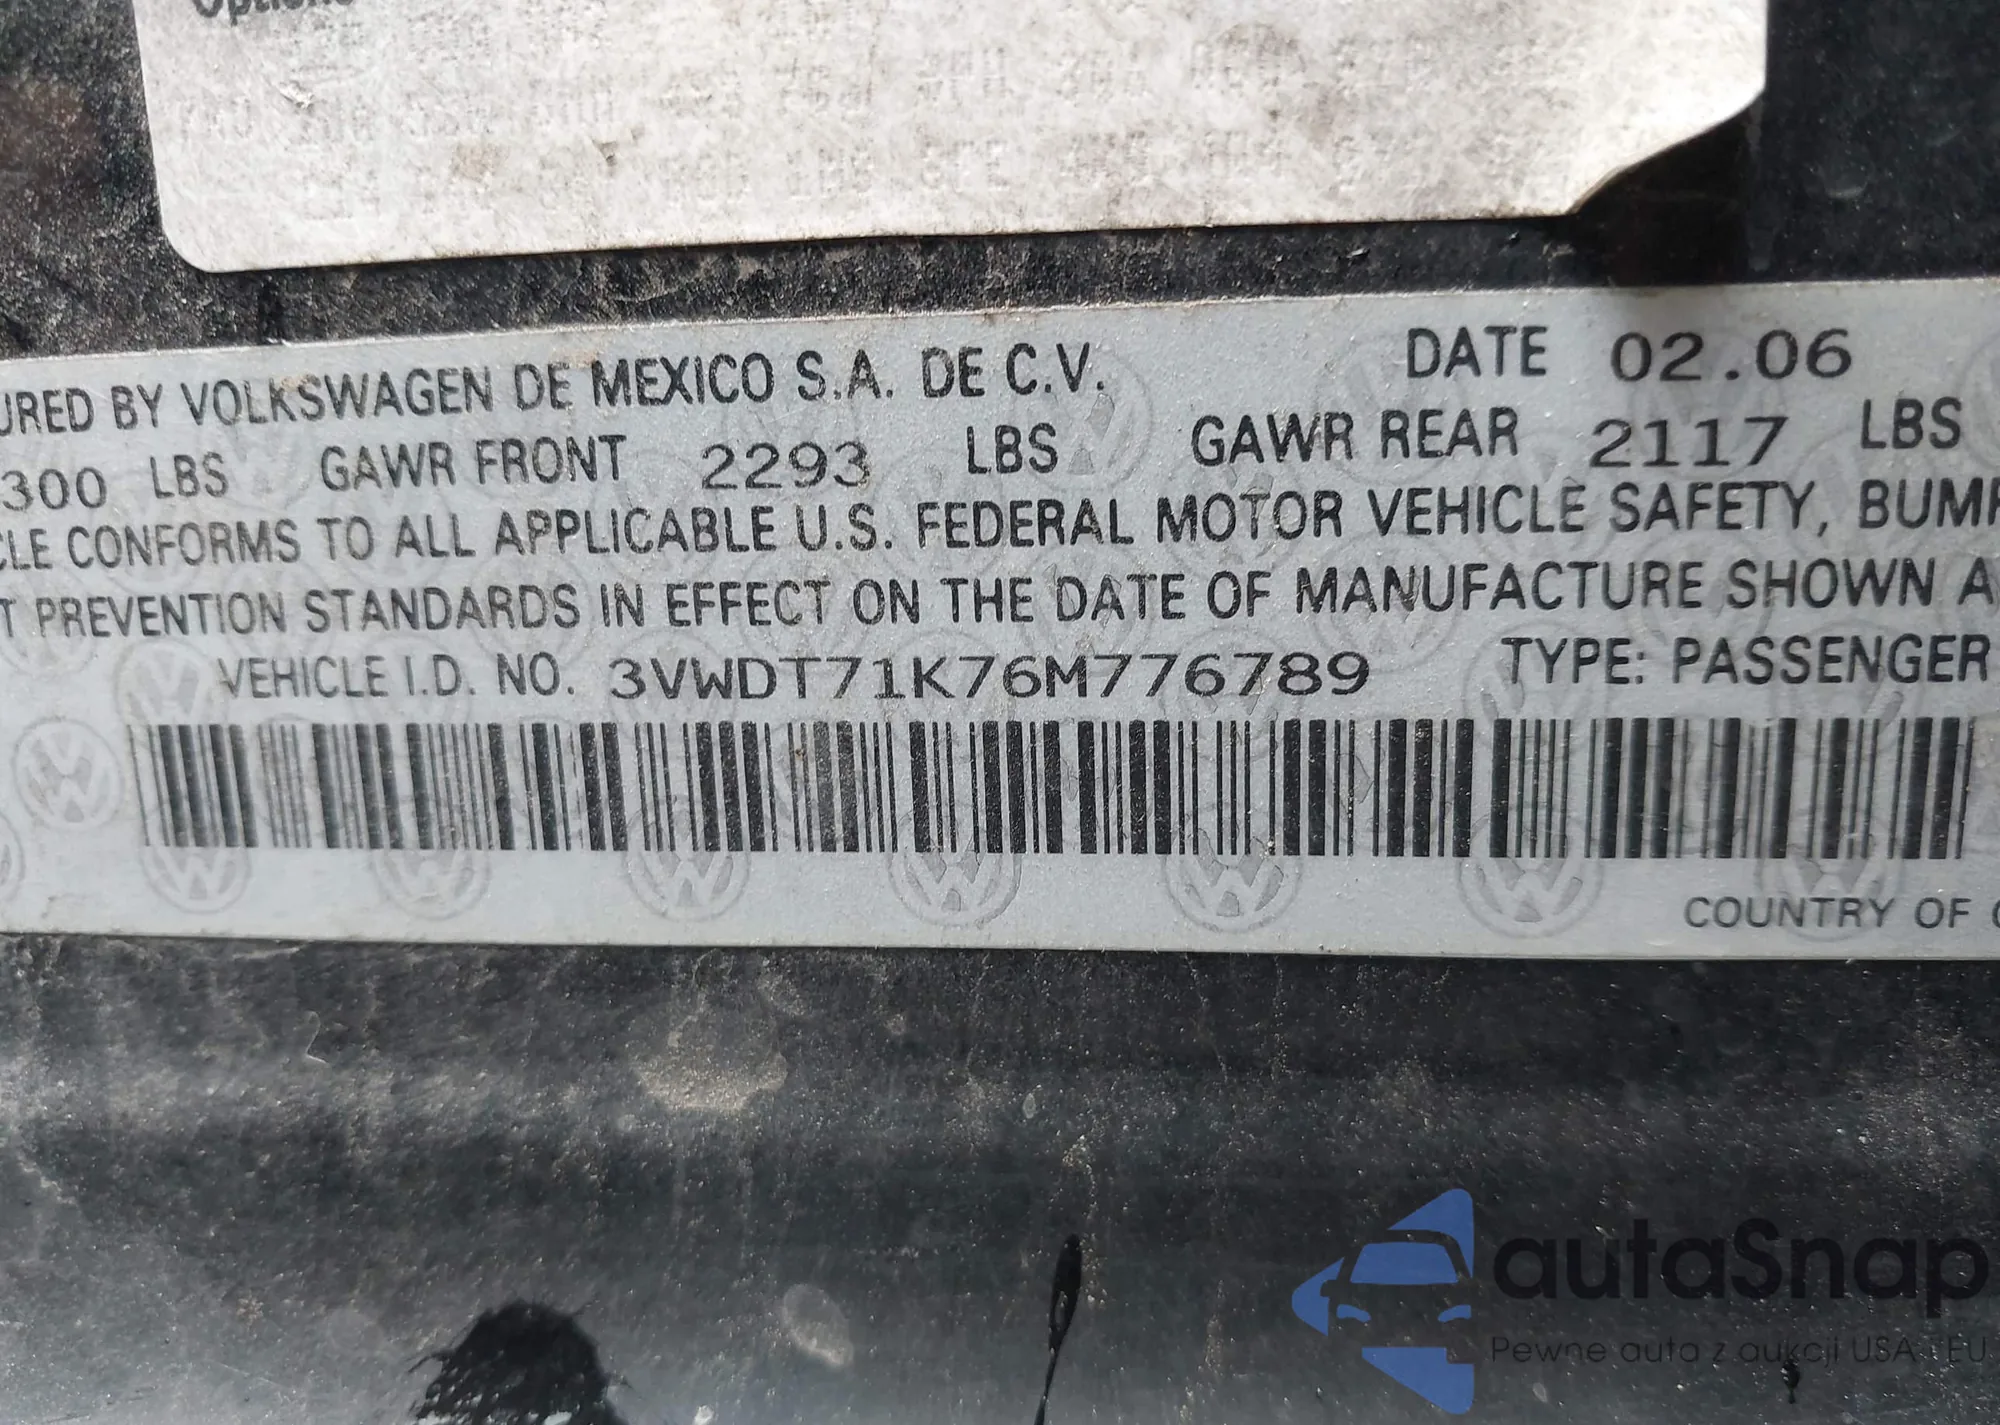 Options
URED BY VOLKSWAGEN DE MEXICO S.A. DE C.V. DATE 02.06
300 LBS GAWR FRONT 2293 LBS GAWR REAR 2117 LBS
CLE CONFORMS TO ALL APPLICABLE U.S. FEDERAL MOTOR VEHICLE SAFETY, BUMP
T PREVENTION STANDARDS IN EFFECT ON THE DATE OF MANUFACTURE SHOWN A
VEHICLE I.D. NO. 3VWDT71K76M776789 TYPE: PASSENGER
COUNTRY OF
autaSnap
Pewne auta z aukcji USA i EU